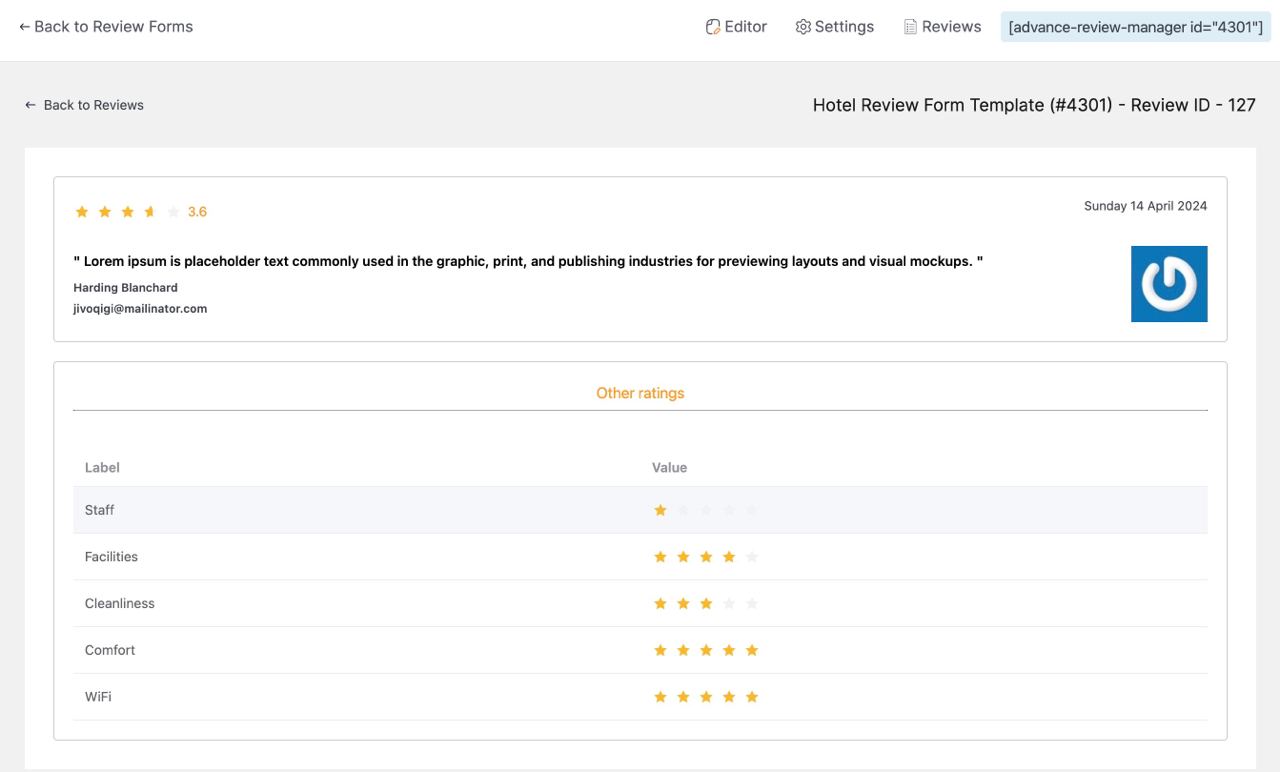 Back to Review Forms
Editor Settings Reviews [advance-review-manager id="4301"]
Back to Reviews
Hotel Review Form Template (#4301) - Review ID - 127
3.6
Sunday 14 April 2024
" Lorem ipsum is placeholder text commonly used in the graphic, print, and publishing industries for previewing layouts and visual mockups. "
Harding Blanchard
jivoqigi@mailinator.com
Other ratings
Label Value
Staff
Facilities
Cleanliness
Comfort
WiFi